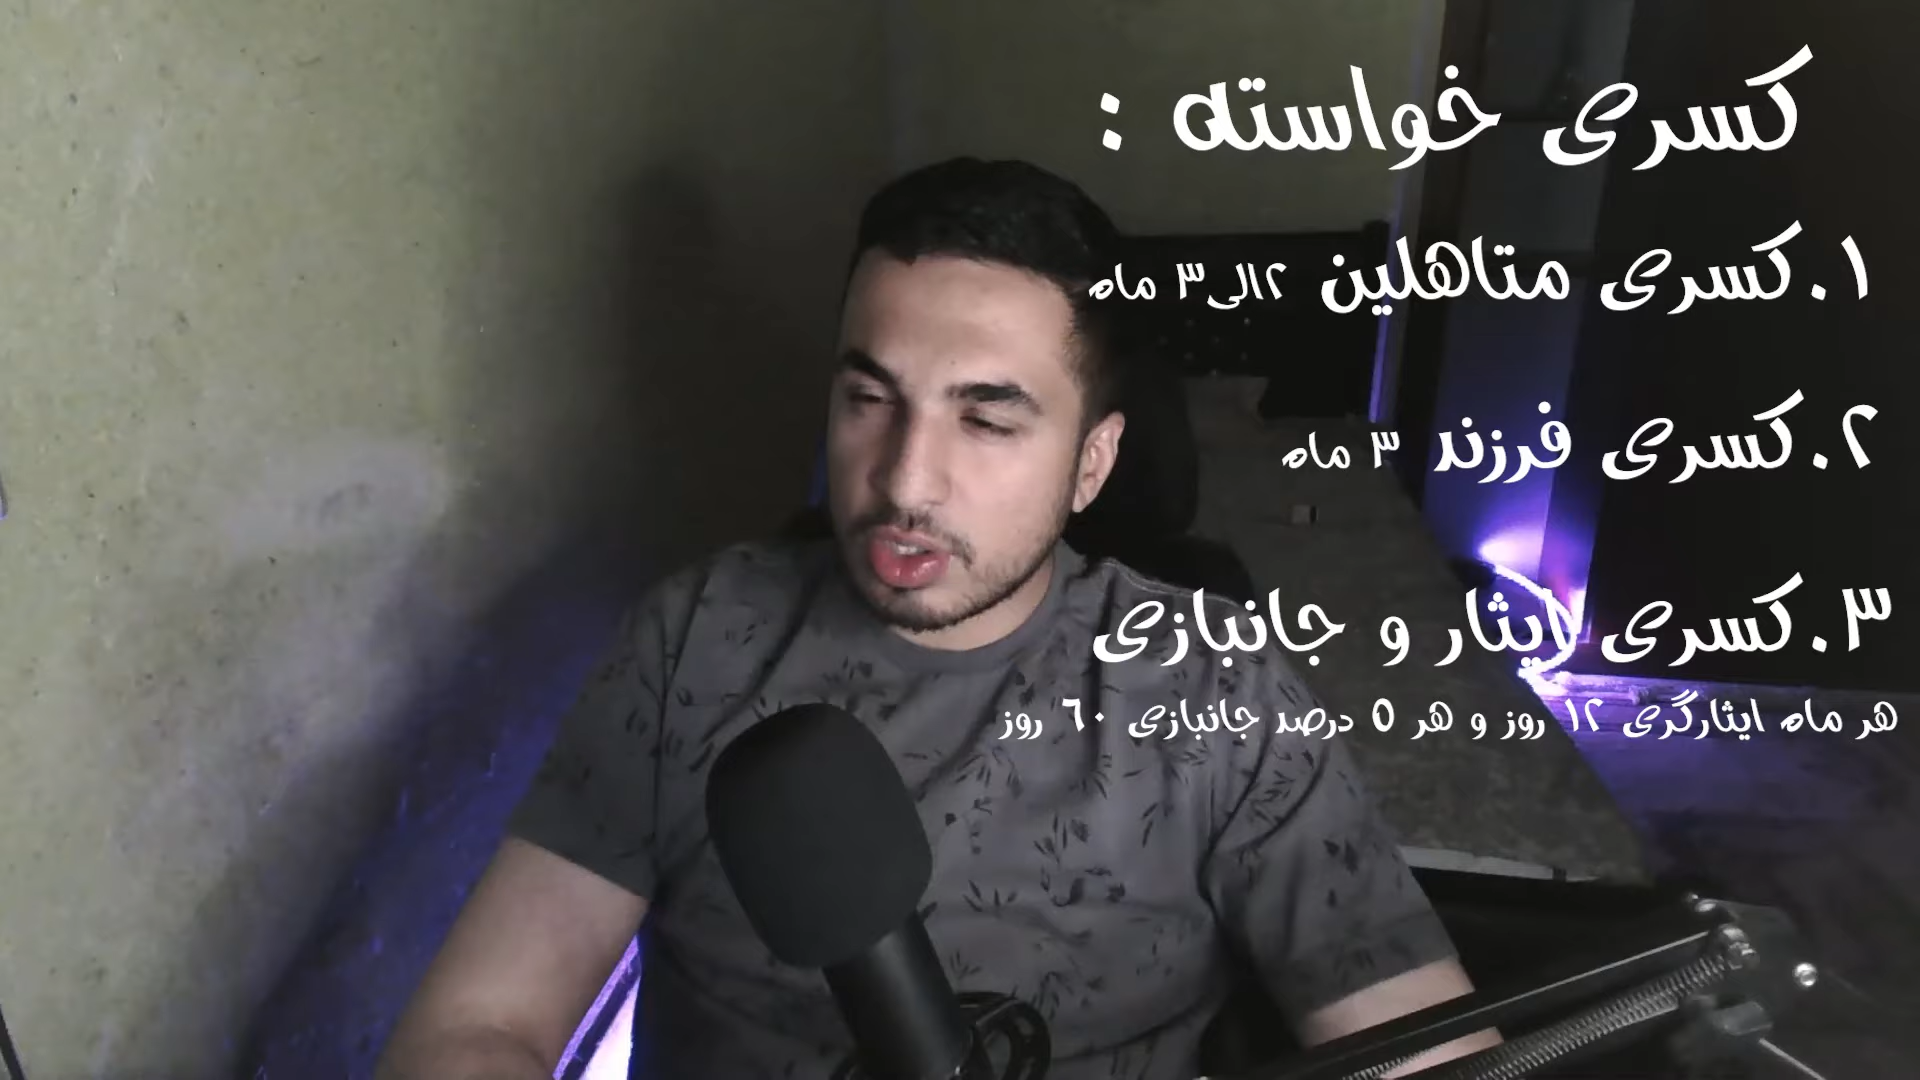 کسری خواسته :
۱.کسری متاهلین ۲الی۳ ماه
۲.کسری فرزند ۳ ماه
۳.کسری ایثار و جانبازی
هر ماه ایثارگری ۱۲ روز و هر ۵ درصد جانبازی ۶۰ روز